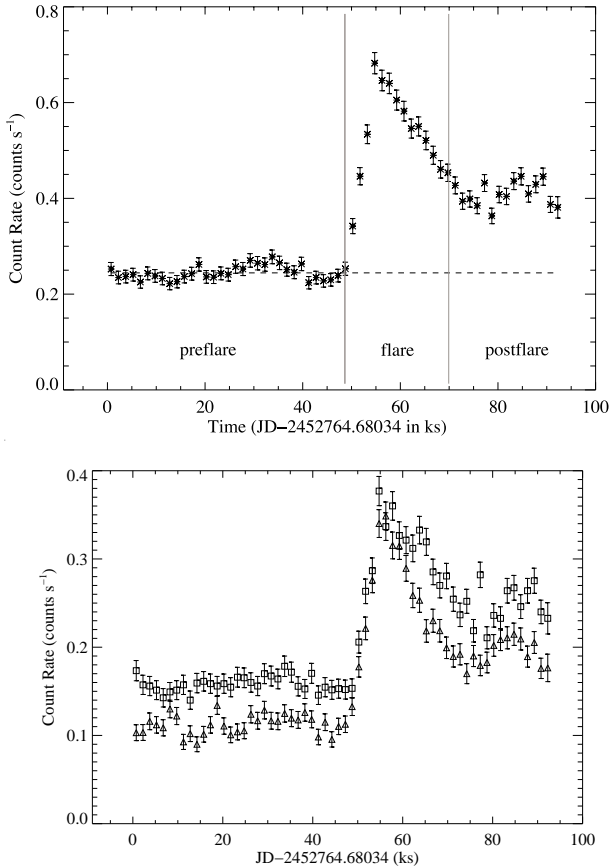 0.8
0.6
0.4
0.2
0.0
Count Rate (counts s⁻¹)
preflare
flare
postflare
0 20 40 60 80 100
Time (JD−2452764.68034 in ks)
0.4
0.3
0.2
0.1
0.0
Count Rate (counts s⁻¹)
0 20 40 60 80 100
JD−2452764.68034 (ks)